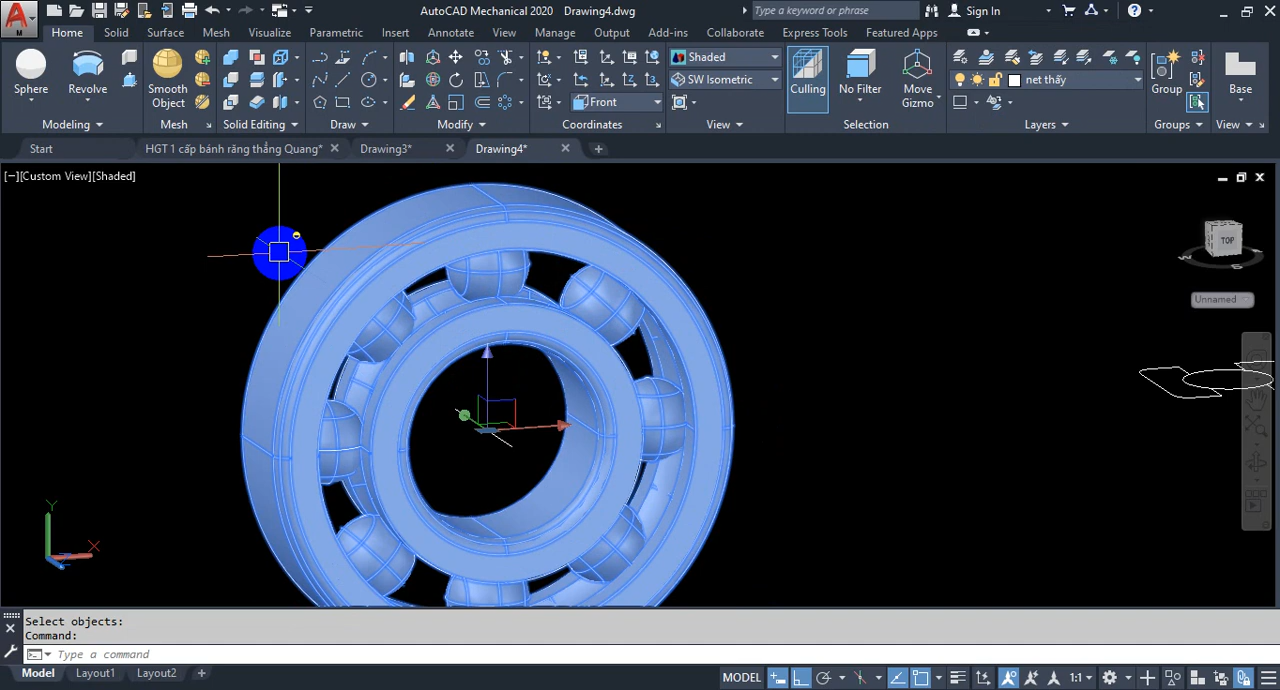 AutoCAD Mechanical 2020 Drawing4.dwg
Type a keyword or phrase
Sign In
Home Solid Surface Mesh Visualize Parametric Insert Annotate View Manage Output Add-ins Collaborate Express Tools Featured Apps
Sphere
Revolve
Smooth Object
Shaded
SW Isometric
Front
Culling
No Filter
Move Gizmo
net thấy
Group
Base
Modeling
Mesh
Solid Editing
Draw
Modify
Coordinates
View
Selection
Layers
Groups
View
Start
HGT 1 cấp bánh răng thẳng Quang*
Drawing3*
Drawing4*
[−][Custom View][Shaded]
TOP
W
S
Unnamed
Y
X
Select objects:
Command:
Type a command
Model Layout1 Layout2
MODEL
1:1